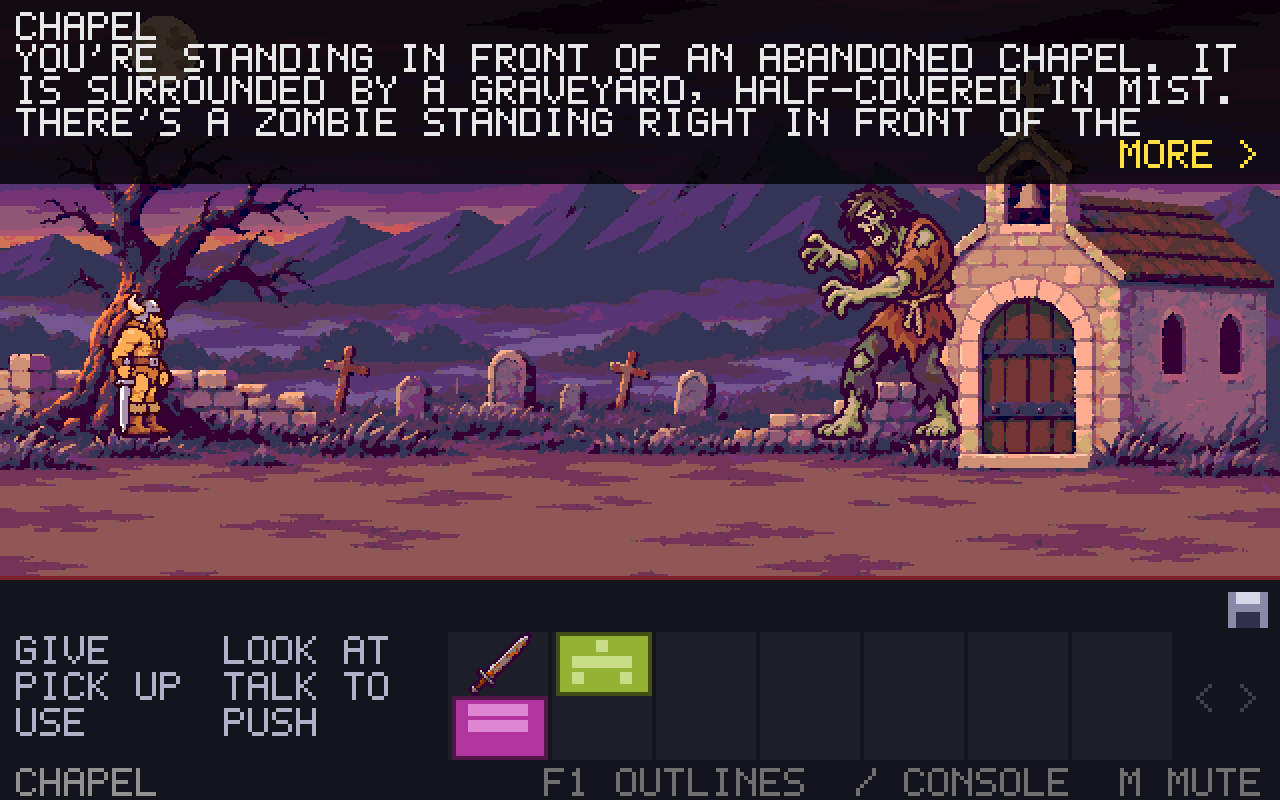 CHAPEL
YOU'RE STANDING IN FRONT OF AN ABANDONED CHAPEL. IT
IS SURROUNDED BY A GRAVEYARD, HALF-COVERED IN MIST.
THERE'S A ZOMBIE STANDING RIGHT IN FRONT OF THE
MORE >
GIVE LOOK AT
PICK UP TALK TO
USE PUSH
< >
CHAPEL F1 OUTLINES / CONSOLE M MUTE